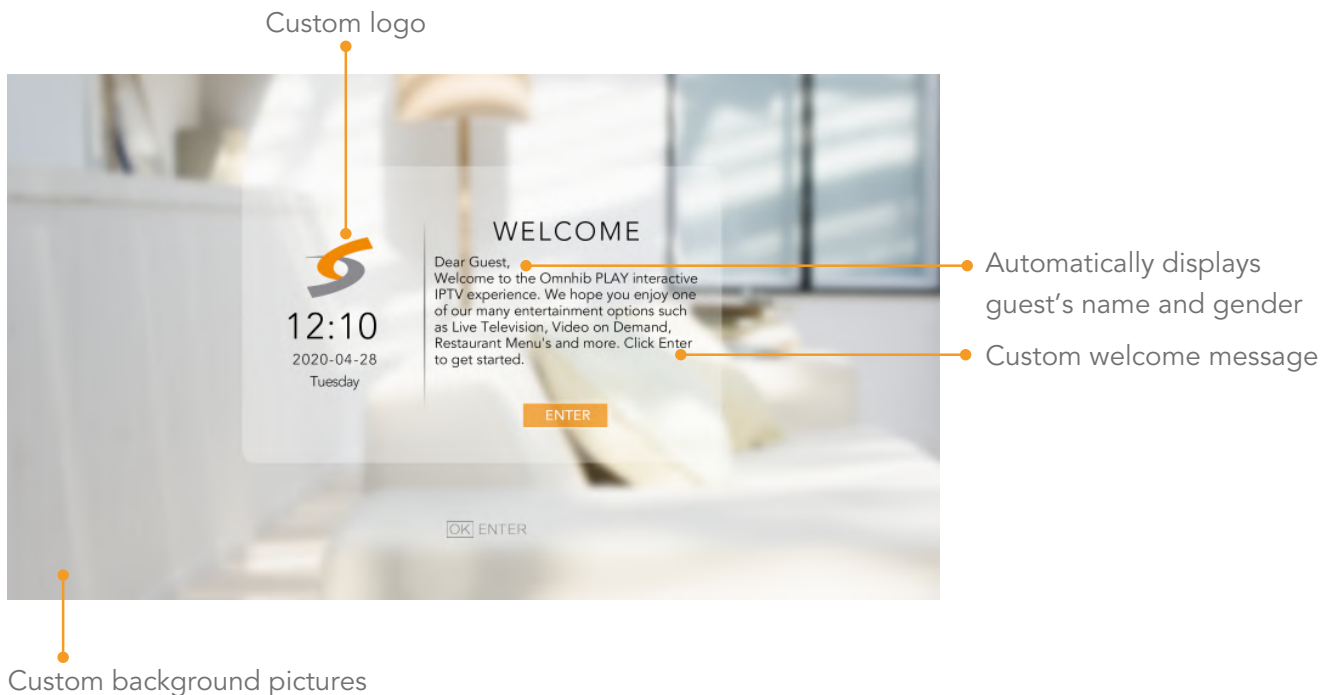 Custom logo
WELCOME
Dear Guest,
Welcome to the Omnhib PLAY interactive
IPTV experience. We hope you enjoy one
of our many entertainment options such
as Live Television, Video on Demand,
Restaurant Menu's and more. Click Enter
to get started.
12:10
2020-04-28
Tuesday
ENTER
OK ENTER
Automatically displays
guest's name and gender
Custom welcome message
Custom background pictures